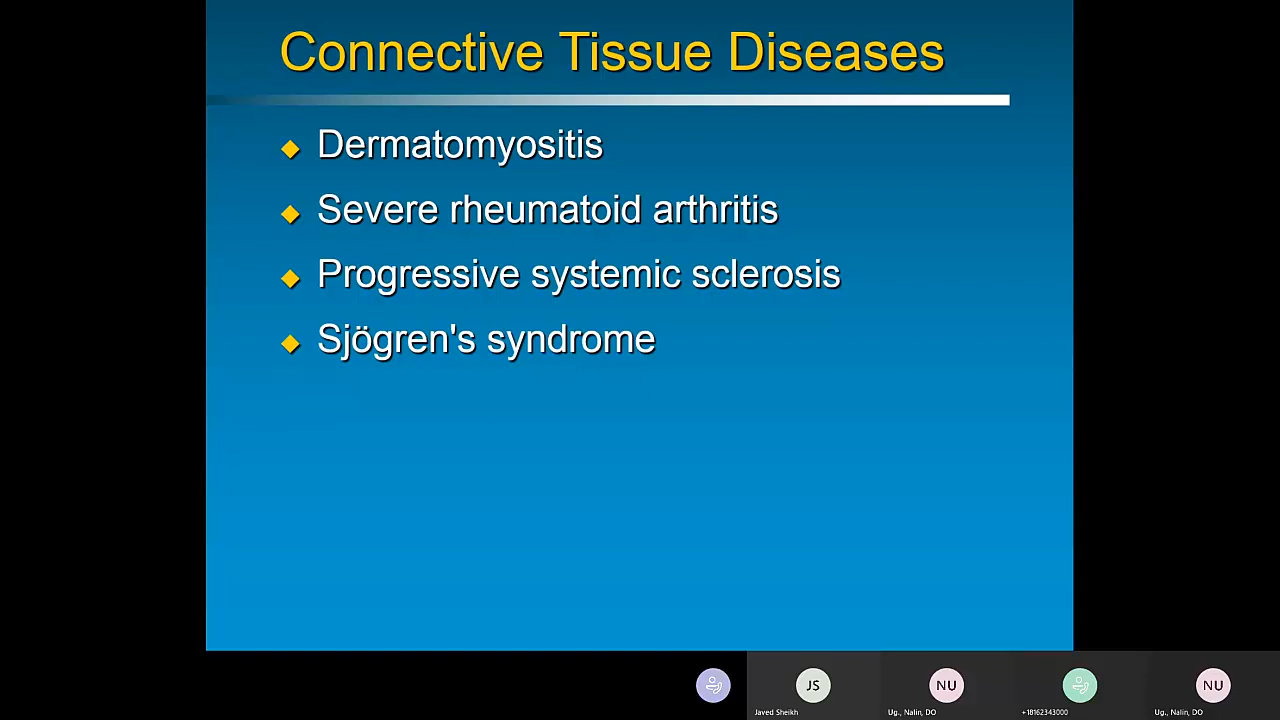 Connective Tissue Diseases
Dermatomyositis
Severe rheumatoid arthritis
Progressive systemic sclerosis
Sjögren's syndrome
JS
NU
NU
Javed Sheikh
Ug., Nalin, DO
+18162343000
Ug., Nalin, DO